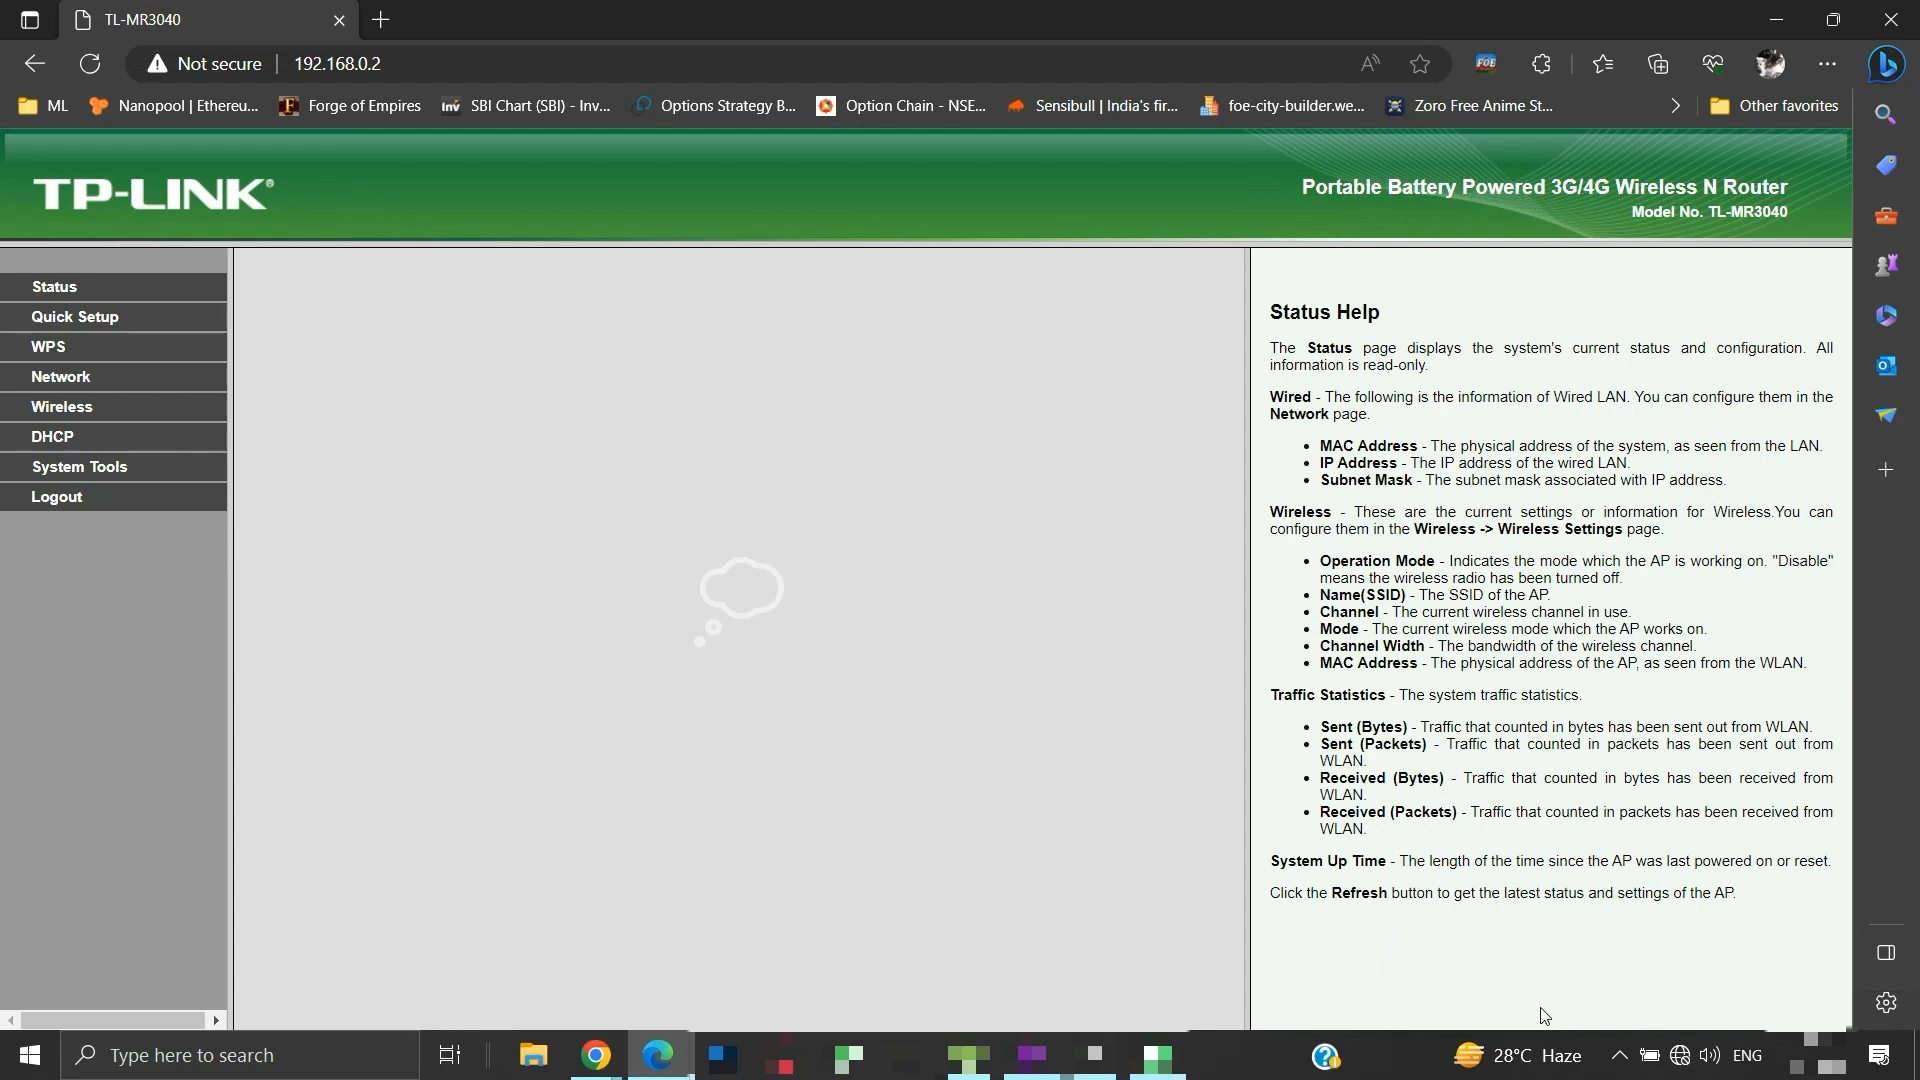 TL-MR3040
Not secure
192.168.0.2
FOE
ML
Nanopool | Ethereu...
Forge of Empires
Inv
SBI Chart (SBI) - Inv...
Options Strategy B...
Option Chain - NSE...
Sensibull | India's fir...
foe-city-builder.we...
Zoro Free Anime St...
Other favorites
TP-LINK®
Portable Battery Powered 3G/4G Wireless N Router
Model No. TL-MR3040
Status
Quick Setup
WPS
Network
Wireless
DHCP
System Tools
Logout
Status Help
The Status page displays the system's current status and configuration. All
information is read-only.
Wired - The following is the information of Wired LAN. You can configure them in the
Network page.
• MAC Address - The physical address of the system, as seen from the LAN.
• IP Address - The IP address of the wired LAN.
• Subnet Mask - The subnet mask associated with IP address.
Wireless - These are the current settings or information for Wireless.You can
configure them in the Wireless -> Wireless Settings page.
• Operation Mode - Indicates the mode which the AP is working on. "Disable"
means the wireless radio has been turned off.
• Name(SSID) - The SSID of the AP.
• Channel - The current wireless channel in use.
• Mode - The current wireless mode which the AP works on.
• Channel Width - The bandwidth of the wireless channel.
• MAC Address - The physical address of the AP, as seen from the WLAN.
Traffic Statistics - The system traffic statistics.
• Sent (Bytes) - Traffic that counted in bytes has been sent out from WLAN.
• Sent (Packets) - Traffic that counted in packets has been sent out from
WLAN.
• Received (Bytes) - Traffic that counted in bytes has been received from
WLAN.
• Received (Packets) - Traffic that counted in packets has been received from
WLAN.
System Up Time - The length of the time since the AP was last powered on or reset.
Click the Refresh button to get the latest status and settings of the AP.
Type here to search
28°C Haze
ENG